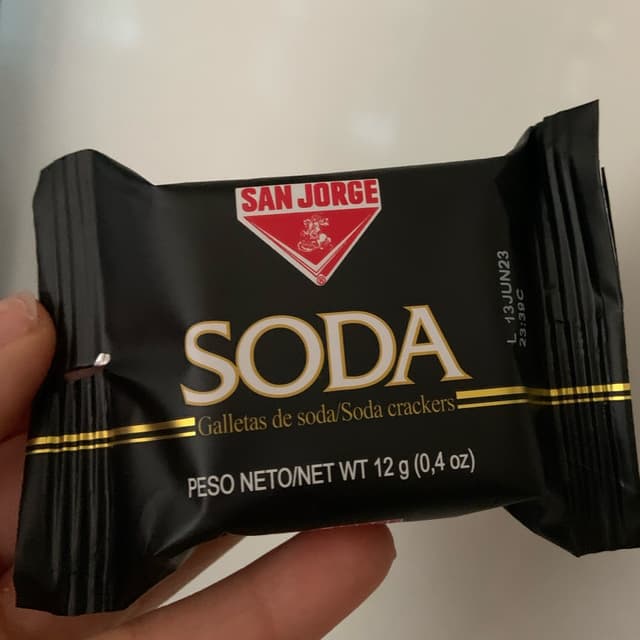 SAN JORGE
SODA
Galletas de soda/Soda crackers
PESO NETO/NET WT 12 g (0,4 oz)
L 13JUN23
23:39C